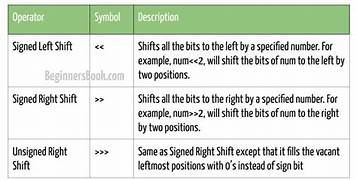 Operator Symbol Description
Signed Left Shift << Shifts all the bits to the left by a specified number. For
example, num<<2, will shift the bits of num to the left by
two positions.
BeginnersBook.com
Signed Right Shift >> Shifts all the bits to the right by a specified number. For
example, num>>2, will shift the bits of num to the right
by two positions.
Unsigned Right >>> Same as Signed Right Shift except that it fills the vacant
Shift leftmost positions with 0's instead of sign bit